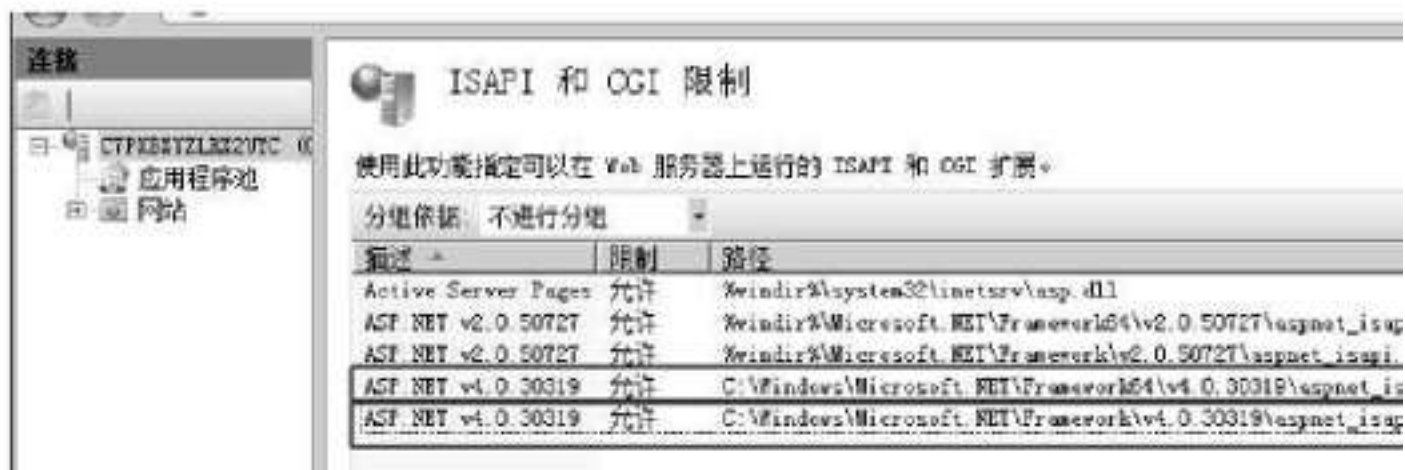 连接
ISAPI 和 CGI 限制
应用程序池
网站
使用此功能指定可以在 Web 服务器上运行的 ISAPI 和 CGI 扩展。
分组依据: 不进行分组
描述 限制 路径
Active Server Pages 允许 %windir%\system32\inetsrv\asp.dll
ASP.NET v2.0.50727 允许 %windir%\Microsoft.NET\Framework64\v2.0.50727\aspnet_isap
ASP.NET v2.0.50727 允许 %windir%\Microsoft.NET\Framework\v2.0.50727\aspnet_isapi.
ASP.NET v4.0.30319 允许 C:\Windows\Microsoft.NET\Framework64\v4.0.30319\aspnet_is
ASP.NET v4.0.30319 允许 C:\Windows\Microsoft.NET\Framework\v4.0.30319\aspnet_isap